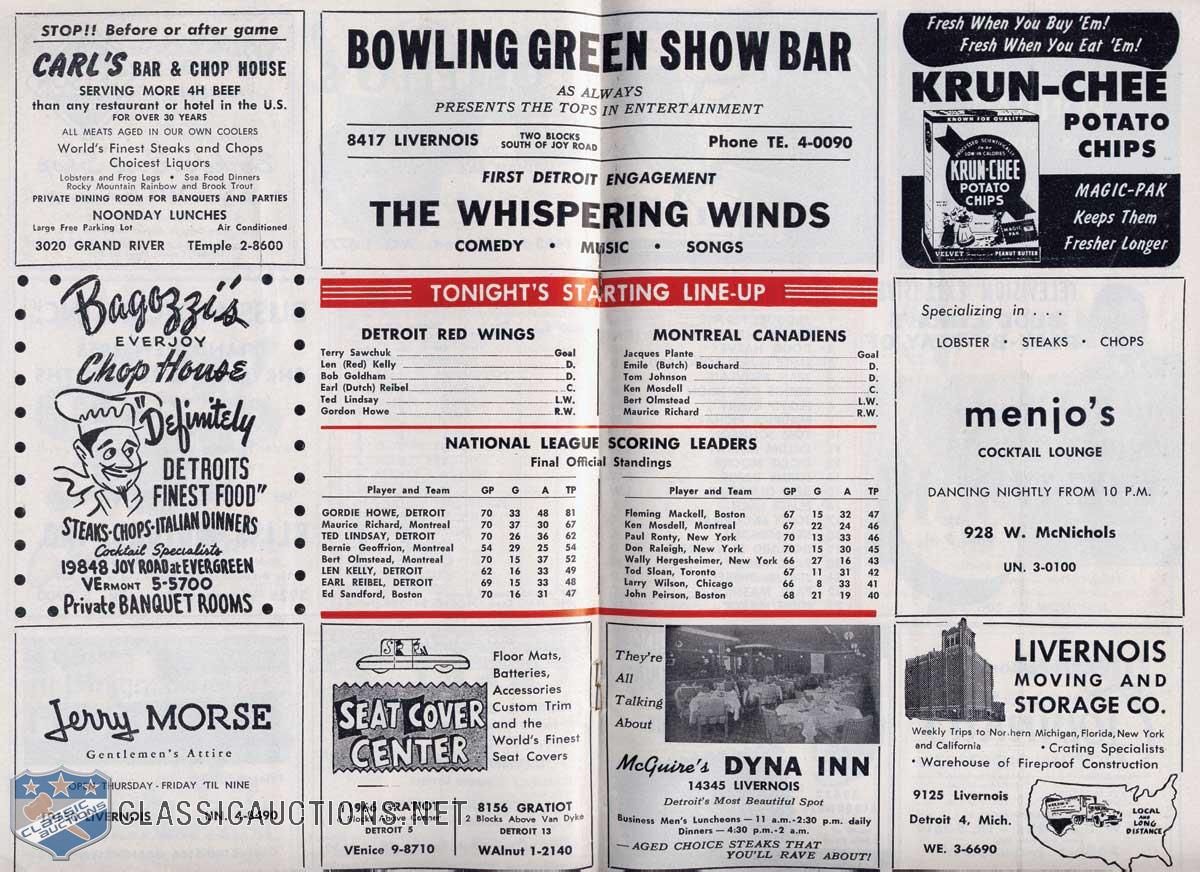 STOP!! Before or after game
CARL'S BAR & CHOP HOUSE
SERVING MORE 4H BEEF
than any restaurant or hotel in the U.S.
FOR OVER 30 YEARS
ALL MEATS AGED IN OUR OWN COOLERS
World's Finest Steaks and Chops
Choicest Liquors
Lobsters and Frog Legs • Sea Food Dinners
Rocky Mountain Rainbow and Brook Trout
PRIVATE DINING ROOM FOR BANQUETS AND PARTIES
NOONDAY LUNCHES
Large Free Parking Lot Air Conditioned
3020 GRAND RIVER TEmple 2-8600
BOWLING GREEN SHOW BAR
AS ALWAYS
PRESENTS THE TOPS IN ENTERTAINMENT
8417 LIVERNOIS TWO BLOCKS SOUTH OF JOY ROAD Phone TE. 4-0090
FIRST DETROIT ENGAGEMENT
THE WHISPERING WINDS
COMEDY • MUSIC • SONGS
Fresh When You Buy 'Em!
Fresh When You Eat 'Em!
KRUN-CHEE
POTATO
CHIPS
KNOWN FOR QUALITY
PROCESSED SCIENTIFICALLY
LOW IN CALORIES
KRUN-CHEE
POTATO
CHIPS
MAGIC PAK
VELVET PEANUT BUTTER
MAGIC-PAK
Keeps Them
Fresher Longer
Bagozzi's
EVERJOY
Chop House
"Definitely
DETROITS
FINEST FOOD"
STEAKS-CHOPS-ITALIAN DINNERS
Cocktail Specialists
19848 JOY ROAD at EVERGREEN
VERMONT 5-5700
Private BANQUET ROOMS
TONIGHT'S STARTING LINE-UP
DETROIT RED WINGS
Terry Sawchuk Goal
Len (Red) Kelly D.
Bob Goldham D.
Earl (Dutch) Reibel C.
Ted Lindsay L.W.
Gordon Howe R.W.
MONTREAL CANADIENS
Jacques Plante Goal
Emile (Butch) Bouchard D.
Tom Johnson D.
Ken Mosdell C.
Bert Olmstead L.W.
Maurice Richard R.W.
NATIONAL LEAGUE SCORING LEADERS
Final Official Standings
Player and Team GP G A TP
GORDIE HOWE, DETROIT 70 33 48 81
Maurice Richard, Montreal 70 37 30 67
TED LINDSAY, DETROIT 70 26 36 62
Bernie Geoffrion, Montreal 54 29 25 54
Bert Olmstead, Montreal 70 15 37 52
LEN KELLY, DETROIT 62 16 33 49
EARL REIBEL, DETROIT 69 15 33 48
Ed Sandford, Boston 70 16 31 47
Player and Team GP G A TP
Fleming Mackell, Boston 67 15 32 47
Ken Mosdell, Montreal 67 22 24 46
Paul Ronty, New York 70 13 33 46
Don Raleigh, New York 70 15 30 45
Wally Hergesheimer, New York 66 27 16 43
Tod Sloan, Toronto 67 11 31 42
Larry Wilson, Chicago 66 8 33 41
John Peirson, Boston 68 21 19 40
Specializing in . . .
LOBSTER • STEAKS • CHOPS
menjo's
COCKTAIL LOUNGE
DANCING NIGHTLY FROM 10 P.M.
928 W. McNichols
UN. 3-0100
Jerry MORSE
Gentlemen's Attire
OPEN THURSDAY - FRIDAY 'TIL NINE
LIVERNOIS UN. 4-9490
CLASSIC AUCTIONS
CLASSICAUCTIONS.NET
SEAT COVER
CENTER
Floor Mats,
Batteries,
Accessories
Custom Trim
and the
World's Finest
Seat Covers
GRATIOT
Blocks Above
DETROIT 5
VEnice 9-8710
8156 GRATIOT
2 Blocks Above Van Dyke
DETROIT 13
WAlnut 1-2140
They're
All
Talking
About
McGuire's DYNA INN
14345 LIVERNOIS
Detroit's Most Beautiful Spot
Business Men's Luncheons — 11 a.m.-2:30 p.m. daily
Dinners — 4:30 p.m.-2 a.m.
—AGED CHOICE STEAKS THAT
YOU'LL RAVE ABOUT!
LIVERNOIS
MOVING AND
STORAGE CO.
Weekly Trips to Northern Michigan, Florida, New York
and California • Crating Specialists
• Warehouse of Fireproof Construction
9125 Livernois
Detroit 4, Mich.
WE. 3-6690
LOCAL
AND
LONG
DISTANCE